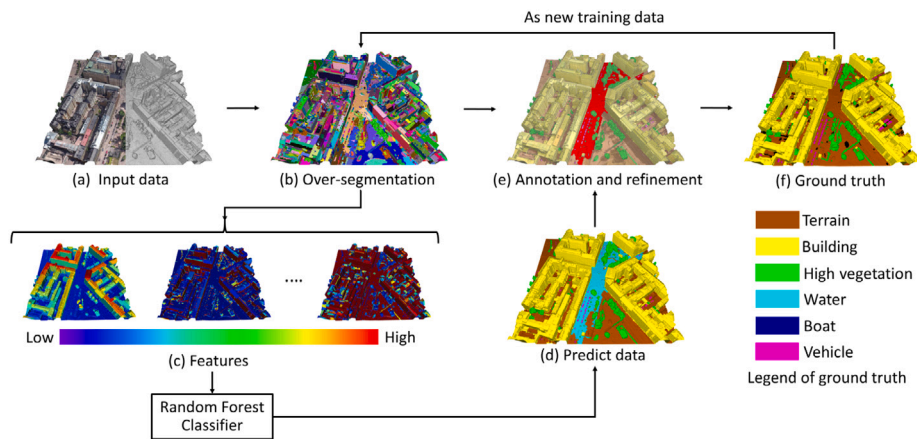 As new training data
(a) Input data
(b) Over-segmentation
(e) Annotation and refinement
(f) Ground truth
Low
High
(c) Features
Random Forest
Classifier
(d) Predict data
Terrain
Building
High vegetation
Water
Boat
Vehicle
Legend of ground truth